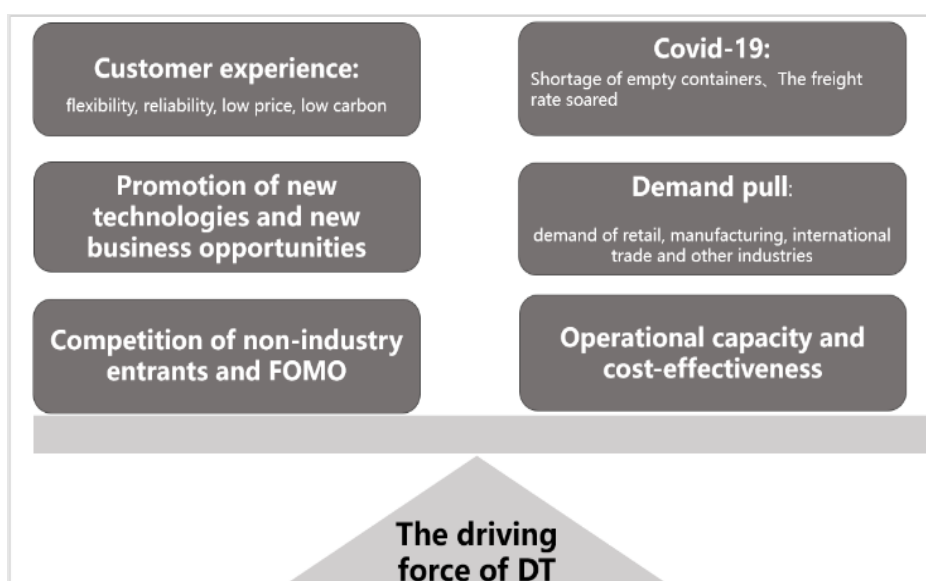 Customer experience:
flexibility, reliability, low price, low carbon
Promotion of new
technologies and new
business opportunities
Competition of non-industry
entrants and FOMO
Covid-19:
Shortage of empty containers、The freight
rate soared
Demand pull:
demand of retail, manufacturing, international
trade and other industries
Operational capacity and
cost-effectiveness
The driving
force of DT